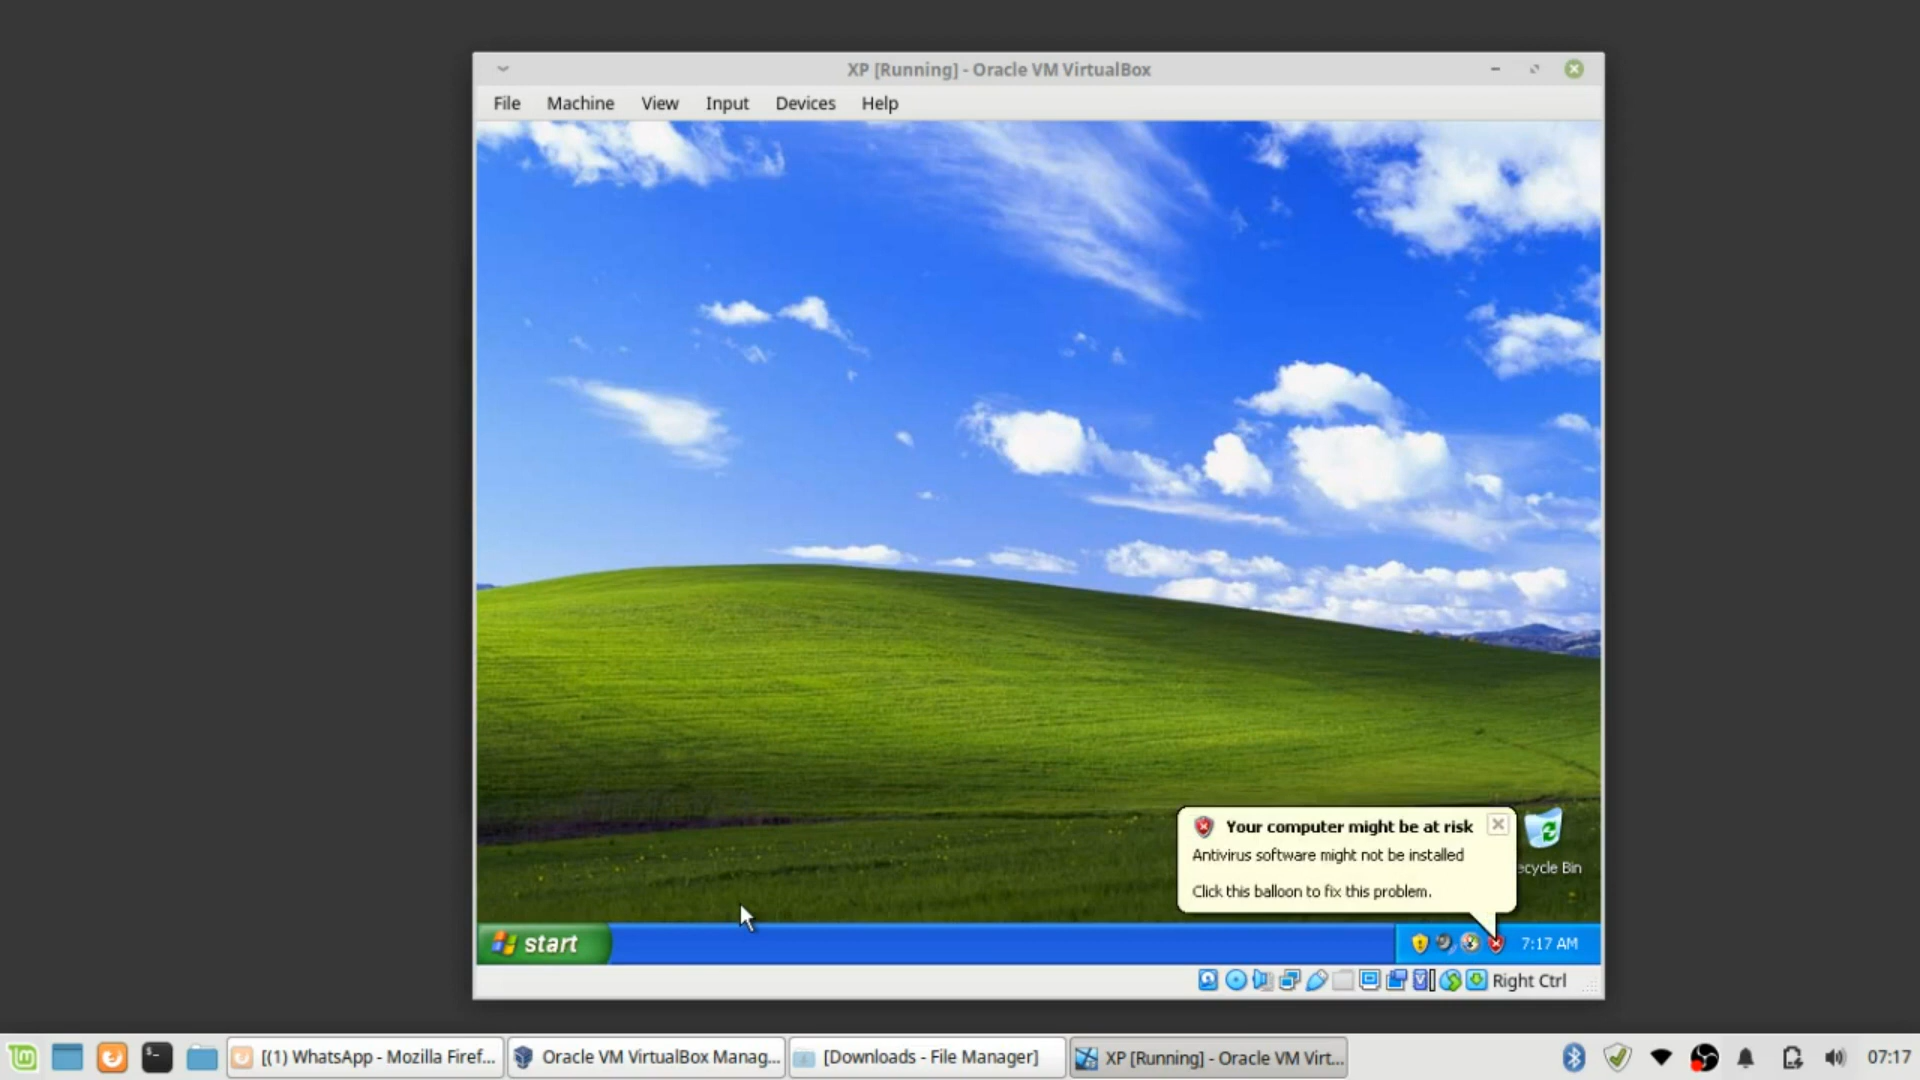 XP [Running] - Oracle VM VirtualBox
File Machine View Input Devices Help
Your computer might be at risk
Antivirus software might not be installed
Click this balloon to fix this problem.
ecycle Bin
start
7:17 AM
Right Ctrl
[(1) WhatsApp - Mozilla Firef...
Oracle VM VirtualBox Manag...
[Downloads - File Manager]
XP [Running] - Oracle VM Virt...
07:17